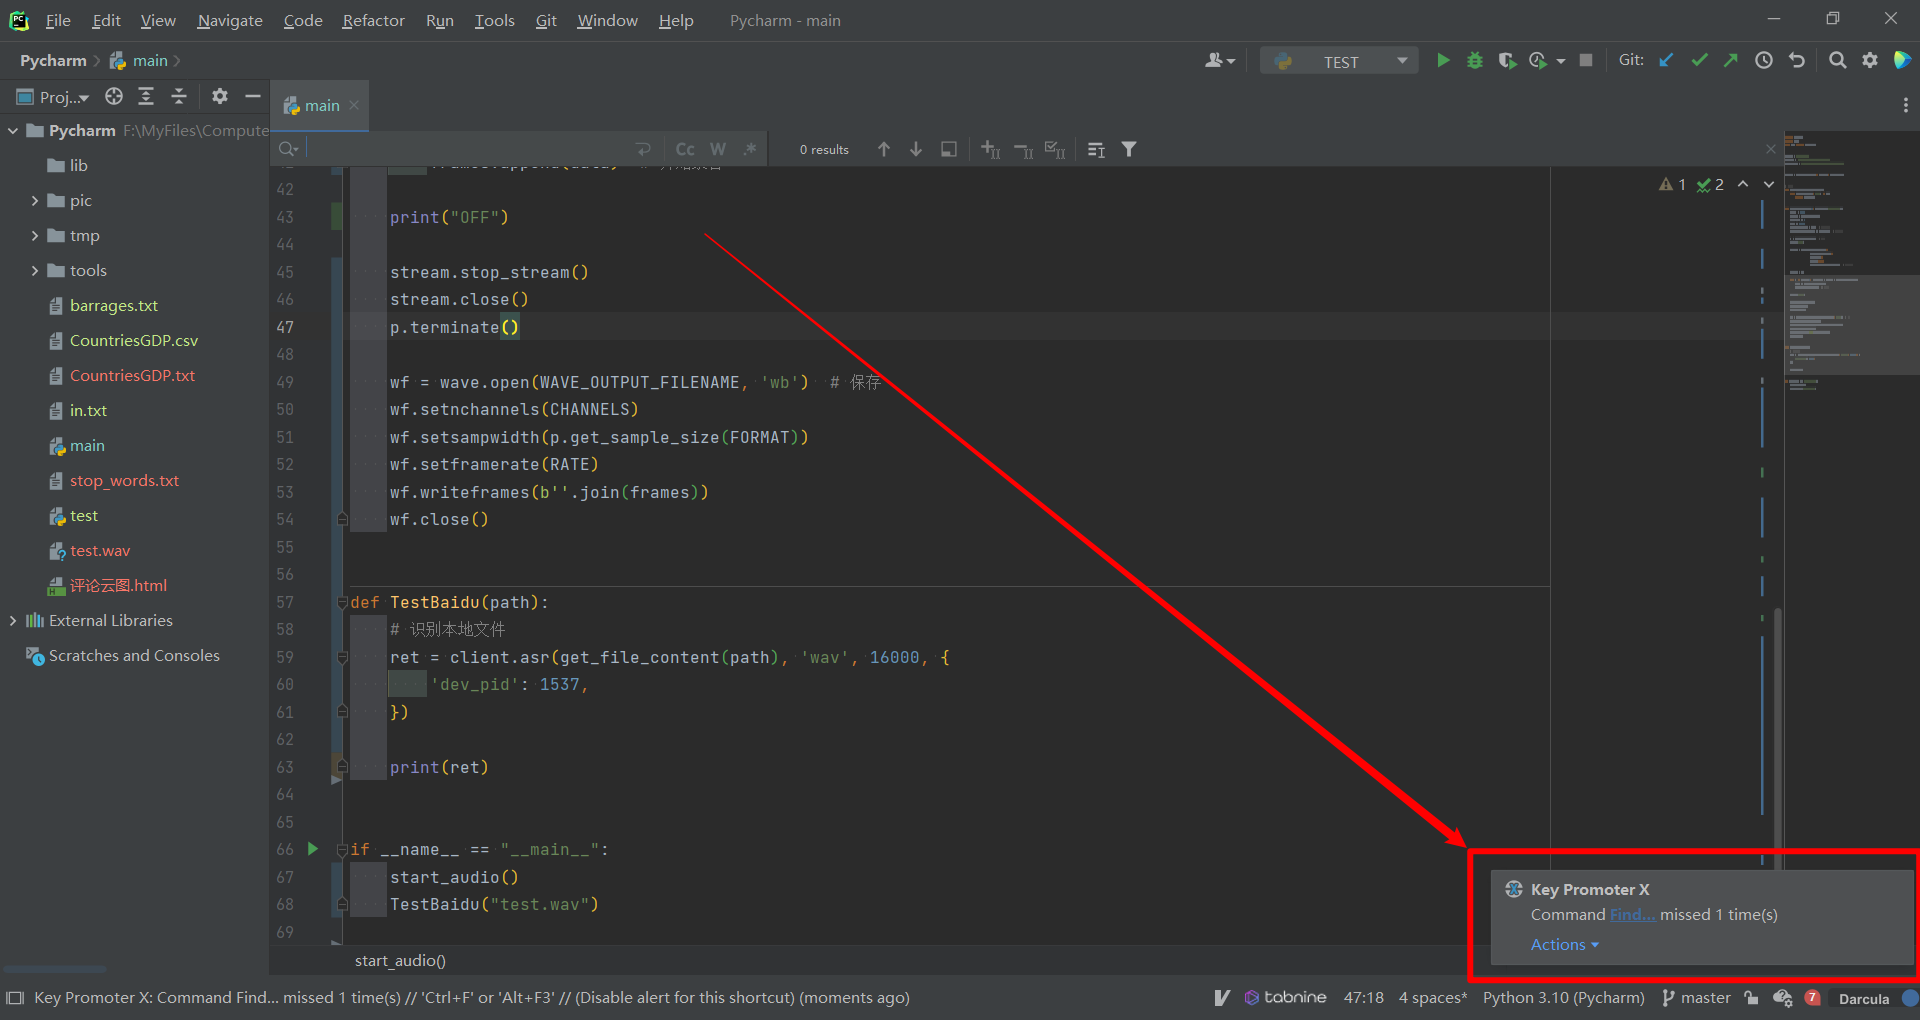 File Edit View Navigate Code Refactor Run Tools Git Window Help Pycharm - main
Pycharm main
TEST
Git:
Proj...
main
Pycharm F:\MyFiles\Compute
lib
pic
tmp
tools
barrages.txt
CountriesGDP.csv
CountriesGDP.txt
in.txt
main
stop_words.txt
test
test.wav
评论云图.html
External Libraries
Scratches and Consoles
Cc W .* 0 results
1 2
42
43 print("OFF")
44
45 stream.stop_stream()
46 stream.close()
47 p.terminate()
48
49 wf = wave.open(WAVE_OUTPUT_FILENAME, 'wb') # 保存
50 wf.setnchannels(CHANNELS)
51 wf.setsampwidth(p.get_sample_size(FORMAT))
52 wf.setframerate(RATE)
53 wf.writeframes(b''.join(frames))
54 wf.close()
55
56
57 def TestBaidu(path):
58 # 识别本地文件
59 ret = client.asr(get_file_content(path), 'wav', 16000, {
60 'dev_pid': 1537,
61 })
62
63 print(ret)
64
65
66 if __name__ == "__main__":
67 start_audio()
68 TestBaidu("test.wav")
69
start_audio()
Key Promoter X
Command Find... missed 1 time(s)
Actions
Key Promoter X: Command Find... missed 1 time(s) // 'Ctrl+F' or 'Alt+F3' // (Disable alert for this shortcut) (moments ago)
tabnine 47:18 4 spaces* Python 3.10 (Pycharm) master 7 Darcula